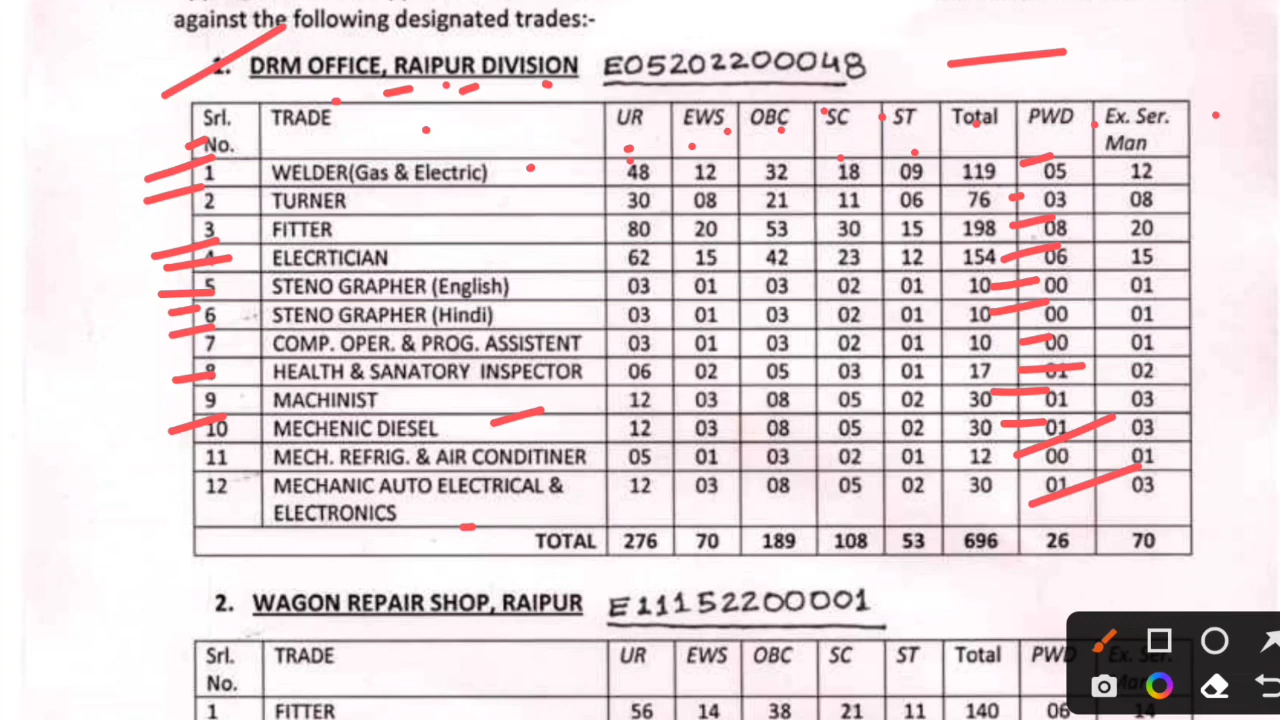 against the following designated trades:-
1. DRM OFFICE, RAIPUR DIVISION E05202200048
Srl. No. TRADE UR EWS OBC SC ST Total PWD Ex. Ser. Man
1 WELDER(Gas & Electric) 48 12 32 18 09 119 05 12
2 TURNER 30 08 21 11 06 76 03 08
3 FITTER 80 20 53 30 15 198 08 20
4 ELECRTICIAN 62 15 42 23 12 154 06 15
5 STENO GRAPHER (English) 03 01 03 02 01 10 00 01
6 STENO GRAPHER (Hindi) 03 01 03 02 01 10 00 01
7 COMP. OPER. & PROG. ASSISTENT 03 01 03 02 01 10 00 01
8 HEALTH & SANATORY INSPECTOR 06 02 05 03 01 17 01 02
9 MACHINIST 12 03 08 05 02 30 01 03
10 MECHENIC DIESEL 12 03 08 05 02 30 01 03
11 MECH. REFRIG. & AIR CONDITINER 05 01 03 02 01 12 00 01
12 MECHANIC AUTO ELECTRICAL & 12 03 08 05 02 30 01 03
ELECTRONICS
TOTAL 276 70 189 108 53 696 26 70
2. WAGON REPAIR SHOP, RAIPUR E11152200001
Srl. No. TRADE UR EWS OBC SC ST Total PWD Ex. Ser. Man
1 FITTER 56 14 38 21 11 140 06 14